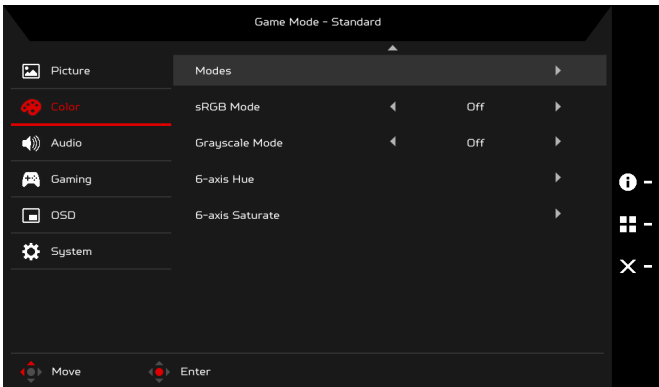 Game Mode - Standard
Picture
Modes
Color
sRGB Mode
Off
Audio
Grayscale Mode
Off
Gaming
6-axis Hue
OSD
6-axis Saturate
System
Move
Enter